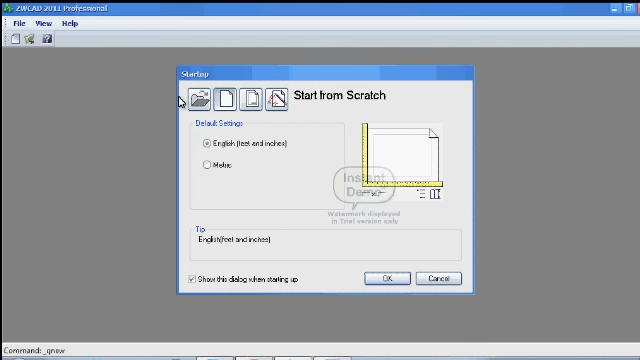 ZWCAD 2011 Professional
File View Help
Startup
Start from Scratch
Default Settings
English (feet and inches)
Metric
Instant
Demo
Watermark displayed
in Trial version only
Tip
English(feet and inches)
Show this dialog when starting up
OK
Cancel
Command: _qnew